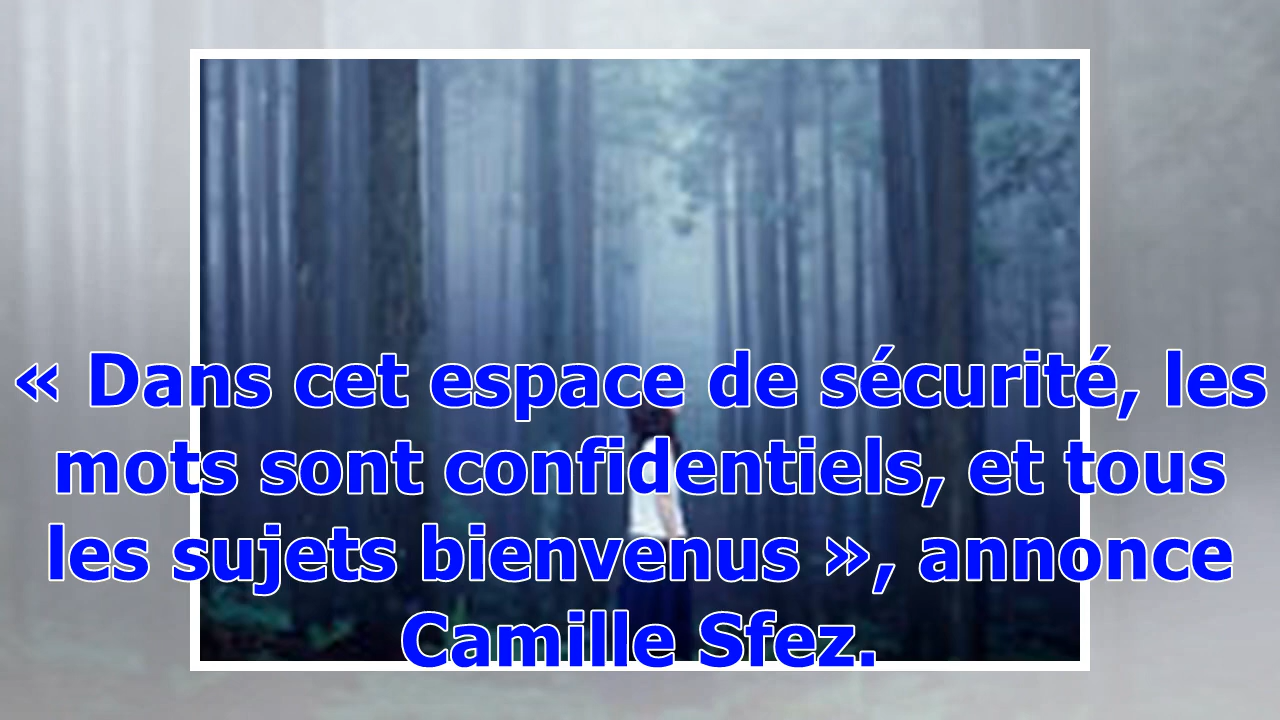 « Dans cet espace de sécurité, les
mots sont confidentiels, et tous
les sujets bienvenus », annonce
Camille Sfez.